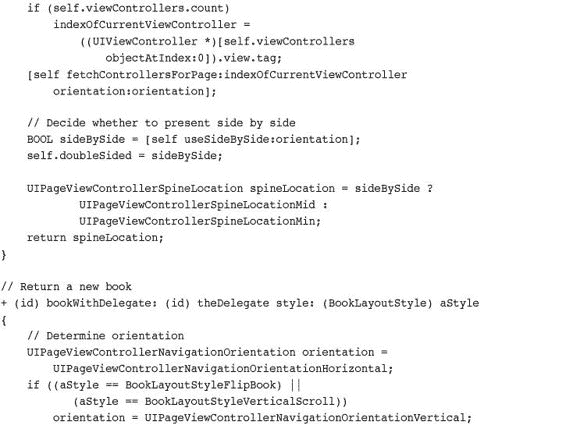 if (self.viewControllers.count)
indexOfCurrentViewController =
((UIViewController *)[self.viewControllers
objectAtIndex:0]).view.tag;
[self fetchControllersForPage:indexOfCurrentViewController
orientation:orientation];
// Decide whether to present side by side
BOOL sideBySide = [self useSideBySide:orientation];
self.doubleSided = sideBySide;
UIPageViewControllerSpineLocation spineLocation = sideBySide ?
UIPageViewControllerSpineLocationMid :
UIPageViewControllerSpineLocationMin;
return spineLocation;
}
// Return a new book
+ (id) bookWithDelegate: (id) theDelegate style: (BookLayoutStyle) aStyle
{
// Determine orientation
UIPageViewControllerNavigationOrientation orientation =
UIPageViewControllerNavigationOrientationHorizontal;
if ((aStyle == BookLayoutStyleFlipBook) ||
(aStyle == BookLayoutStyleVerticalScroll))
orientation = UIPageViewControllerNavigationOrientationVertical;